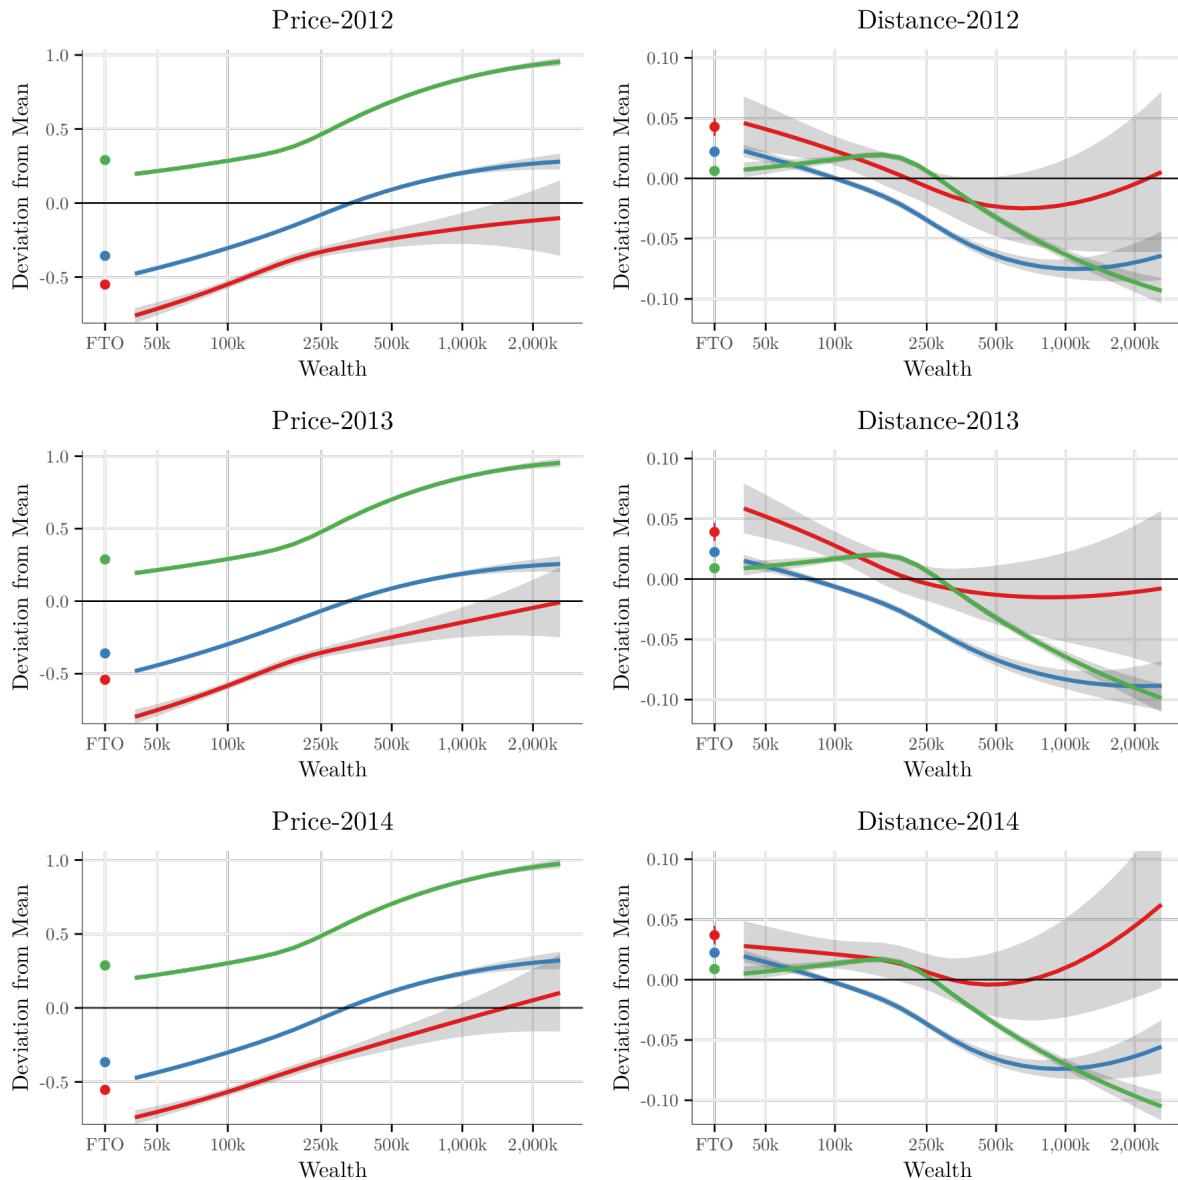 Price-2012
Deviation from Mean
1.0
0.5
0.0
-0.5
FTO 50k 100k 250k 500k 1,000k 2,000k
Wealth
Distance-2012
Deviation from Mean
0.10
0.05
0.00
-0.05
-0.10
FTO 50k 100k 250k 500k 1,000k 2,000k
Wealth
Price-2013
Deviation from Mean
1.0
0.5
0.0
-0.5
FTO 50k 100k 250k 500k 1,000k 2,000k
Wealth
Distance-2013
Deviation from Mean
0.10
0.05
0.00
-0.05
-0.10
FTO 50k 100k 250k 500k 1,000k 2,000k
Wealth
Price-2014
Deviation from Mean
1.0
0.5
0.0
-0.5
FTO 50k 100k 250k 500k 1,000k 2,000k
Wealth
Distance-2014
Deviation from Mean
0.10
0.05
0.00
-0.05
-0.10
FTO 50k 100k 250k 500k 1,000k 2,000k
Wealth